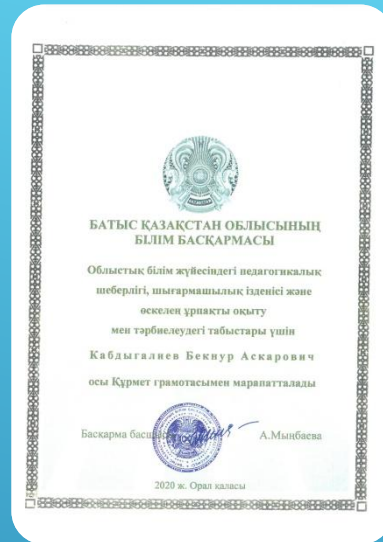 БАТЫС ҚАЗАҚСТАН ОБЛЫСЫНЫҢ
БІЛІМ БАСҚАРМАСЫ
Облыстық білім жүйесіндегі педагогикалық
шеберлігі, шығармашылық ізденісі және
өскелең ұрпақты оқыту
мен тәрбиелеудегі табыстары үшін
Кабдыгалиев Бекнур Аскарович
осы Құрмет грамотасымен марапатталады
Басқарма А.Мыңбаева
2020 ж. Орал қаласы